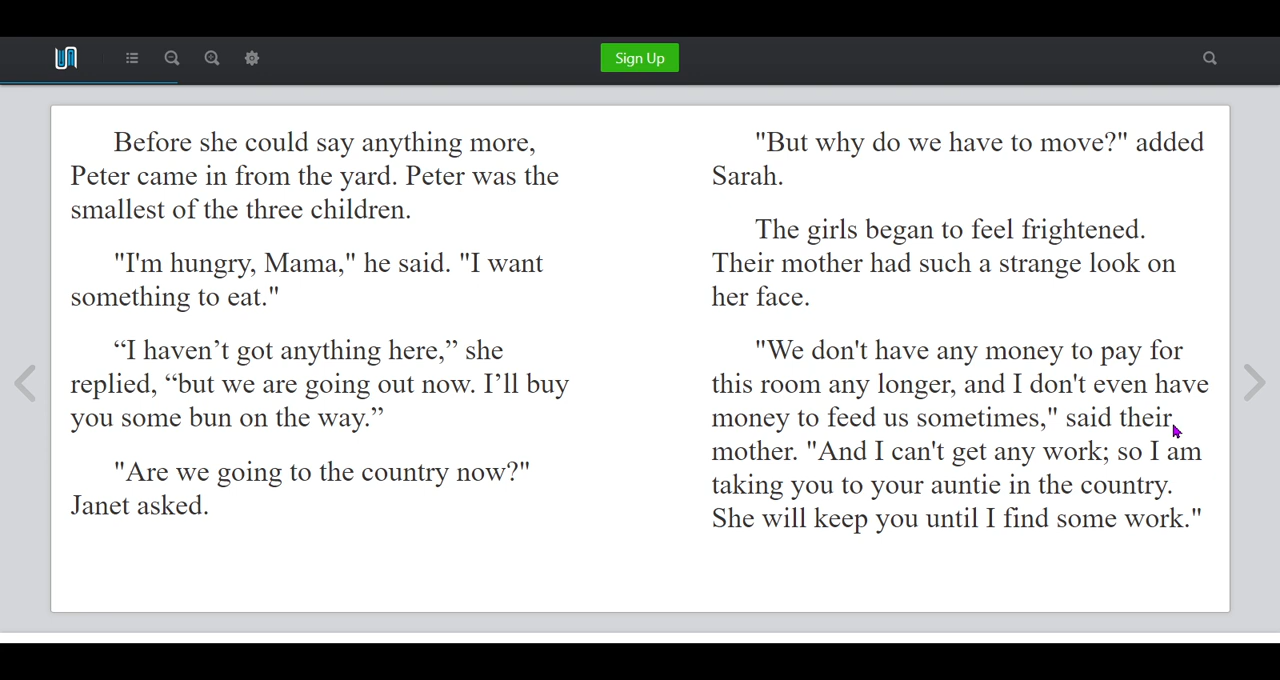 Sign Up
Before she could say anything more,
Peter came in from the yard. Peter was the
smallest of the three children.
"I'm hungry, Mama," he said. "I want
something to eat."
“I haven’t got anything here,” she
replied, “but we are going out now. I’ll buy
you some bun on the way.”
"Are we going to the country now?"
Janet asked.
"But why do we have to move?" added
Sarah.
The girls began to feel frightened.
Their mother had such a strange look on
her face.
"We don't have any money to pay for
this room any longer, and I don't even have
money to feed us sometimes," said their
mother. "And I can't get any work; so I am
taking you to your auntie in the country.
She will keep you until I find some work."